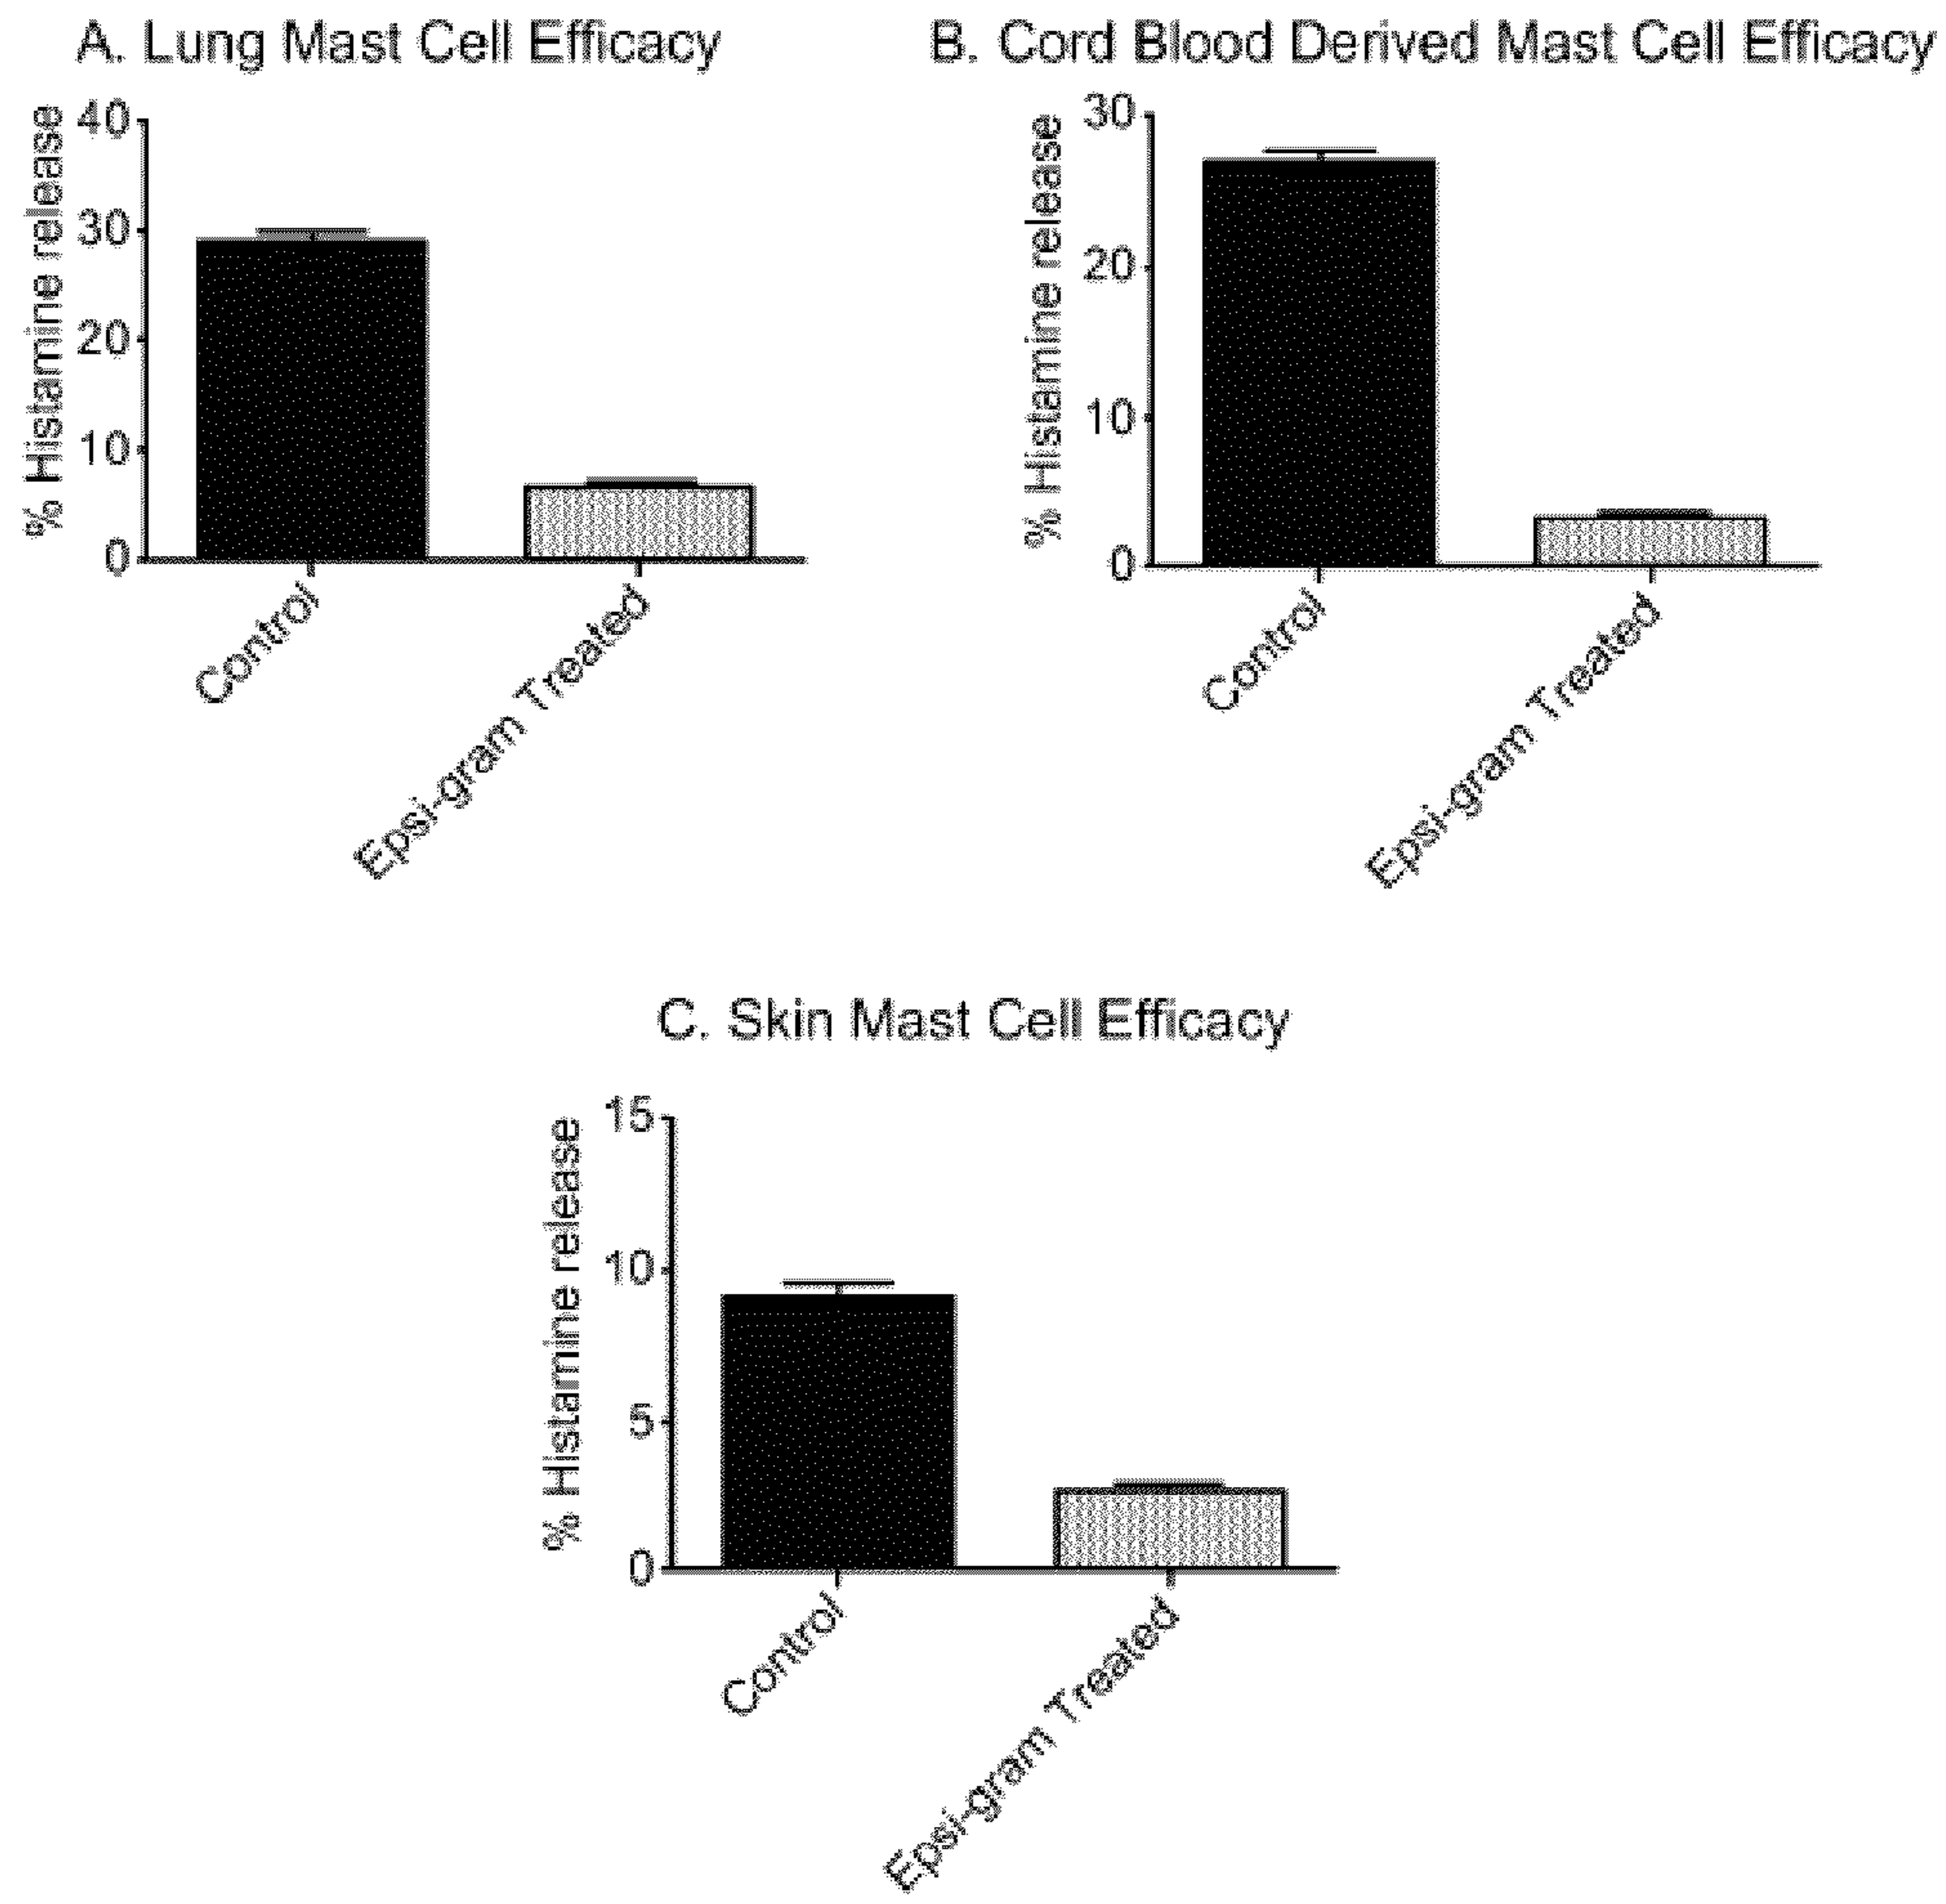 A. Lung Mast Cell Efficacy
% Histamine release
40
30
20
10
0
Control
Epsi-gram Treated
B. Cord Blood Derived Mast Cell Efficacy
% Histamine release
30
20
10
0
Control
Epsi-gram Treated
C. Skin Mast Cell Efficacy
% Histamine release
15
10
5
0
Control
Epsi-gram Treated